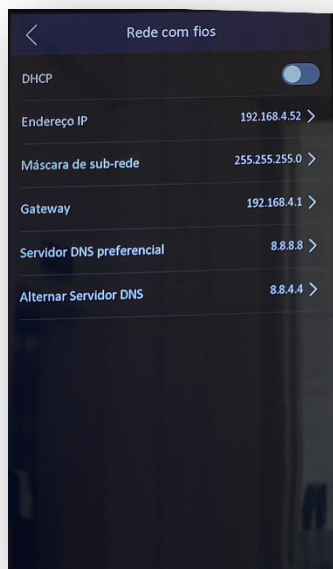 Rede com fios
DHCP
Endereço IP 192.168.4.52
Máscara de sub-rede 255.255.255.0
Gateway 192.168.4.1
Servidor DNS preferencial 8.8.8.8
Alternar Servidor DNS 8.8.4.4